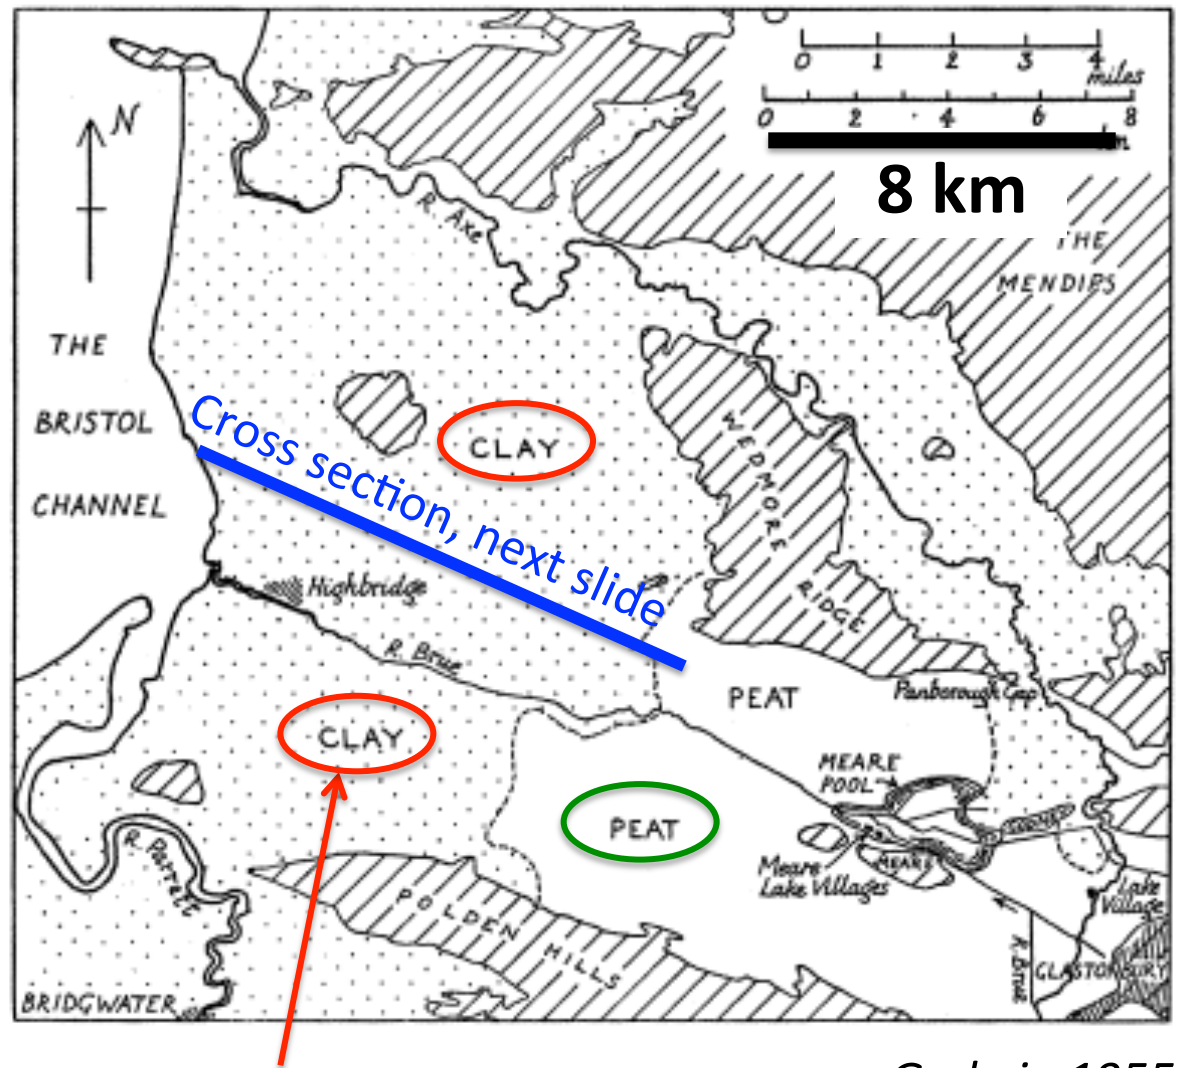 0 1 2 3 4
miles
0 2 4 6 8
8 km
N
R. Axe
THE
MENDIPS
THE
BRISTOL
CHANNEL
Cross section, next slide
CLAY
WEDMORE
RIDGE
Highbridge
R. Brue
PEAT
Panborough Gap
CLAY
MEARE
POOL
PEAT
MEARE
Meare
Lake Villages
R. Parrett
POLDEN HILLS
Lake
Village
R. Brue
GLASTONBURY
BRIDGWATER
1955